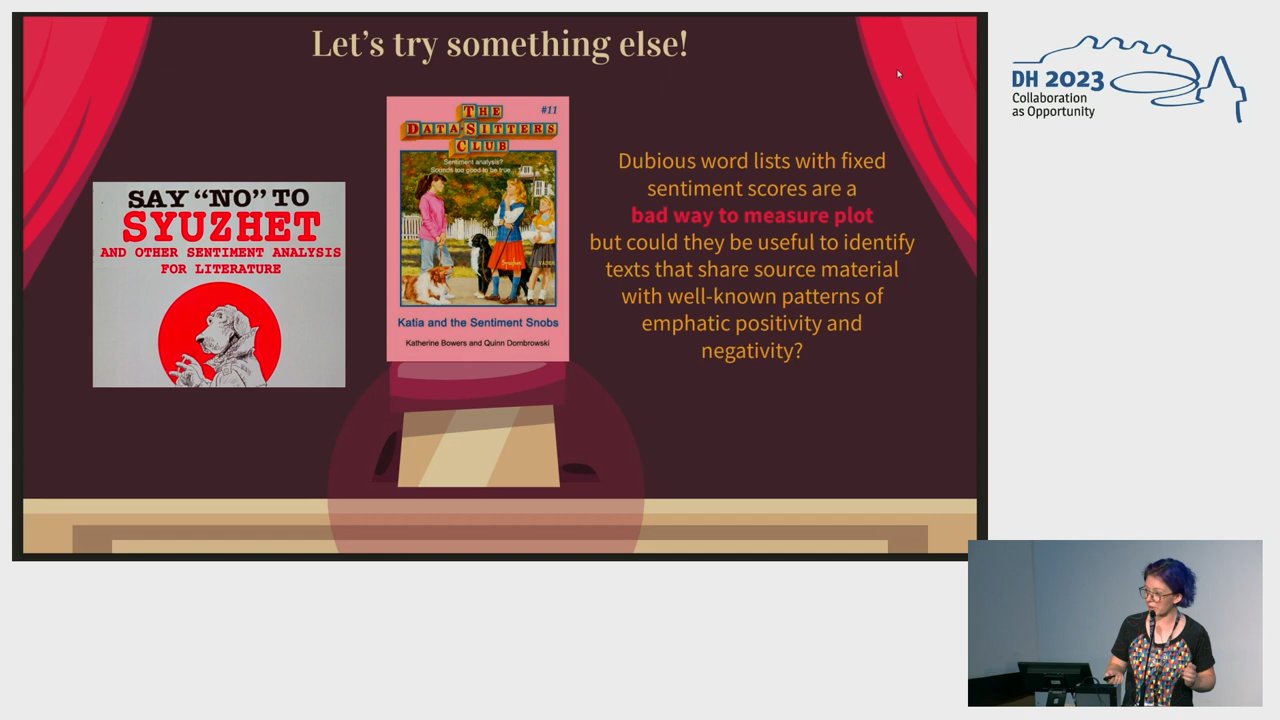 Let's try something else!
SAY "NO" TO
SYUZHET
AND OTHER SENTIMENT ANALYSIS
FOR LITERATURE
#11
THE
DATA SITTERS
CLUB
Sentiment analysis?
Sounds too good to be true...
Katia and the Sentiment Snobs
Katherine Bowers and Quinn Dombrowski
Dubious word lists with fixed
sentiment scores are a
bad way to measure plot
but could they be useful to identify
texts that share source material
with well-known patterns of
emphatic positivity and
negativity?
DH 2023
Collaboration
as Opportunity